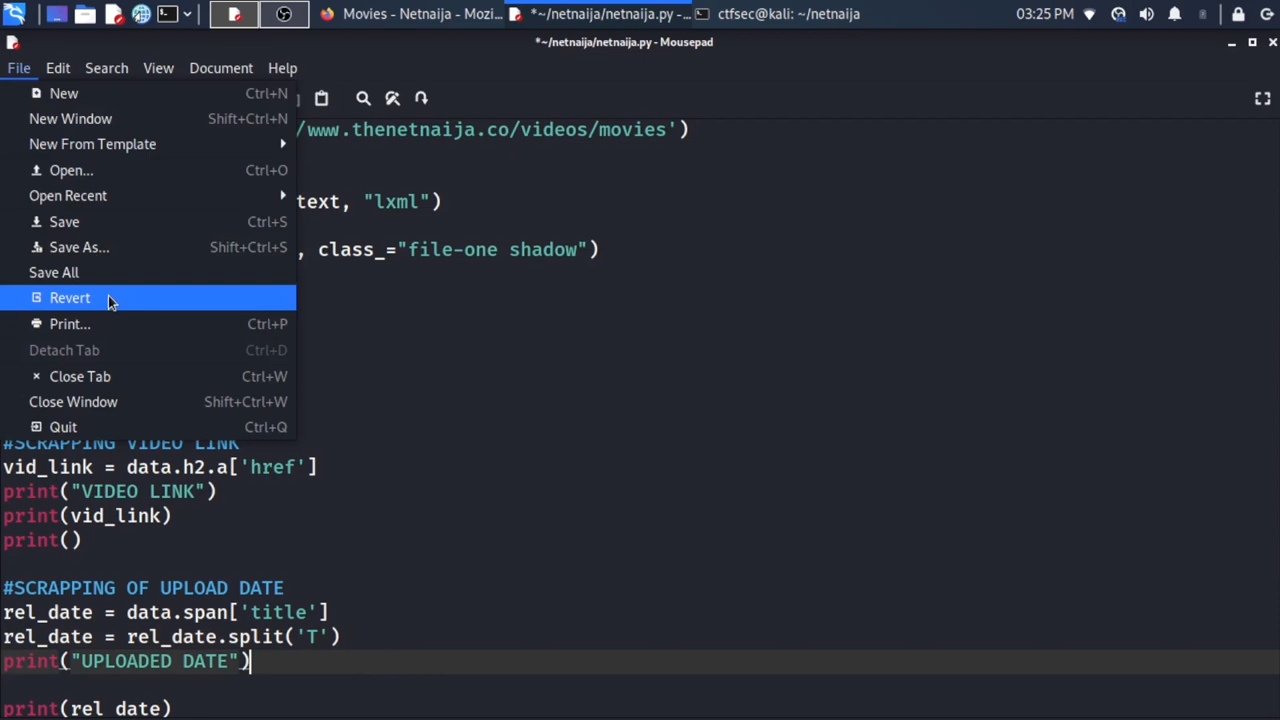 Movies - Netnaija - Mozi...
*~/netnaija/netnaija.py -...
ctfsec@kali: ~/netnaija
03:25 PM
*~/netnaija/netnaija.py - Mousepad
File Edit Search View Document Help
New Ctrl+N
New Window Shift+Ctrl+N
New From Template
Open... Ctrl+O
Open Recent
Save Ctrl+S
Save As... Shift+Ctrl+S
Save All
Revert
Print... Ctrl+P
Detach Tab Ctrl+D
Close Tab Ctrl+W
Close Window Shift+Ctrl+W
Quit Ctrl+Q
/www.thenetnaija.co/videos/movies')
text, "lxml")
, class_="file-one shadow")
#SCRAPPING VIDEO LINK
vid_link = data.h2.a['href']
print("VIDEO LINK")
print(vid_link)
print()
#SCRAPPING OF UPLOAD DATE
rel_date = data.span['title']
rel_date = rel_date.split('T')
print("UPLOADED DATE")
print(rel_date)